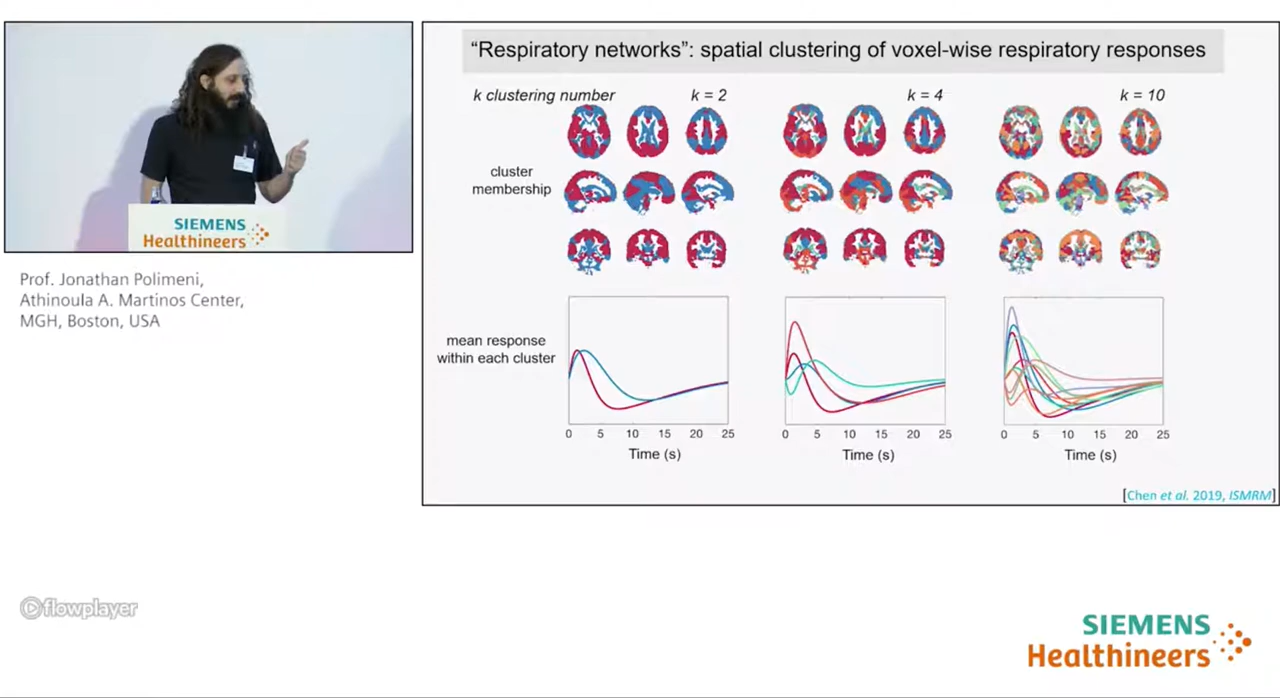 SIEMENS
Healthineers
Prof. Jonathan Polimeni,
Athinoula A. Martinos Center,
MGH, Boston, USA
“Respiratory networks”: spatial clustering of voxel-wise respiratory responses
k clustering number
k = 2
k = 4
k = 10
cluster
membership
mean response
within each cluster
0 5 10 15 20 25
Time (s)
0 5 10 15 20 25
Time (s)
0 5 10 15 20 25
Time (s)
[Chen et al. 2019, ISMRM]
flowplayer
SIEMENS
Healthineers